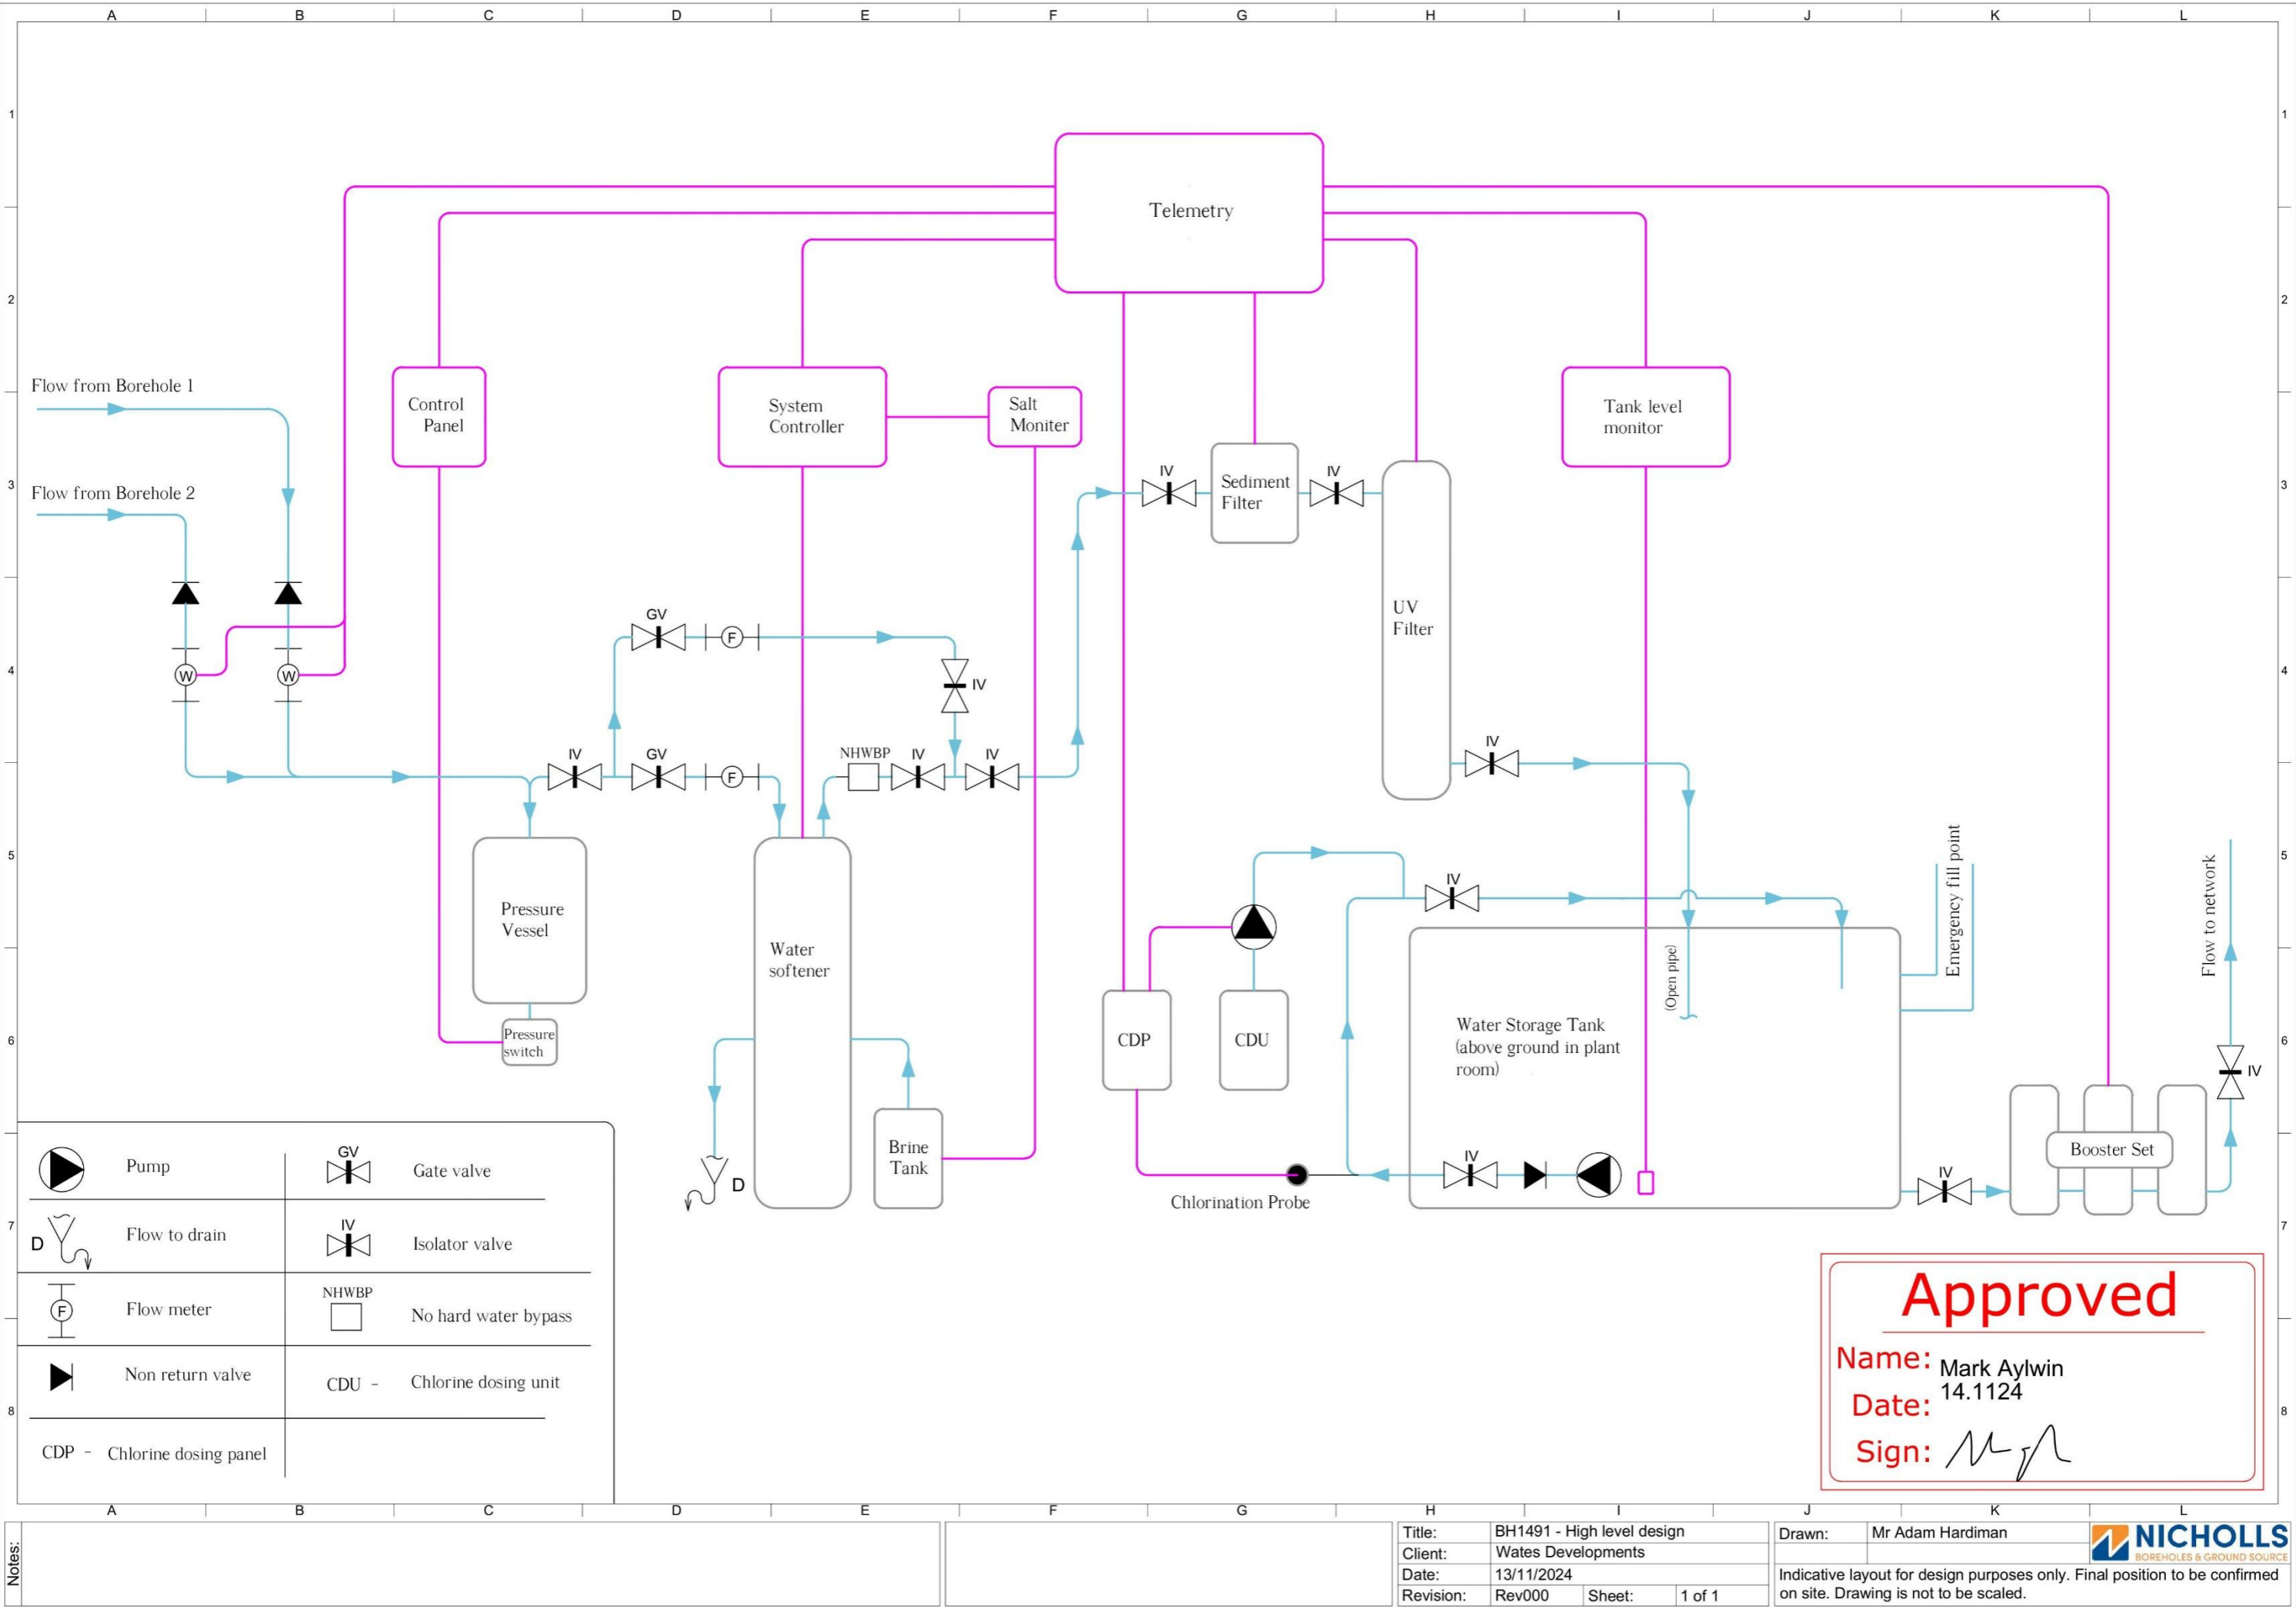 A B C D E F G H I J K L
1 1
Telemetry
2 2
Flow from Borehole 1
Control
Panel
System
Controller
Salt
Moniter
Tank level
monitor
3 3
Flow from Borehole 2
IV
Sediment
Filter
IV
UV
Filter
GV
F
4 4
W
W
IV
IV
GV
F
NHWBP
IV
IV
IV
5 5
Pressure
Vessel
Water
softener
IV
(Open pipe)
Emergency fill point
Flow to network
6 6
Pressure
switch
CDP
CDU
Water Storage Tank
(above ground in plant
room)
IV
Brine
Tank
D
Chlorination Probe
IV
IV
Booster Set
7 7
Pump
GV
Gate valve
D
Flow to drain
IV
Isolator valve
F
Flow meter
NHWBP
No hard water bypass
Non return valve
CDU - Chlorine dosing unit
CDP - Chlorine dosing panel
8 8
Approved
Name: Mark Aylwin
Date: 14.1124
Sign:
A B C D E F G H I J K L
Notes:
Title: BH1491 - High level design
Client: Wates Developments
Date: 13/11/2024
Revision: Rev000 Sheet: 1 of 1
Drawn: Mr Adam Hardiman
NICHOLLS
BOREHOLES & GROUND SOURCE
Indicative layout for design purposes only. Final position to be confirmed
on site. Drawing is not to be scaled.